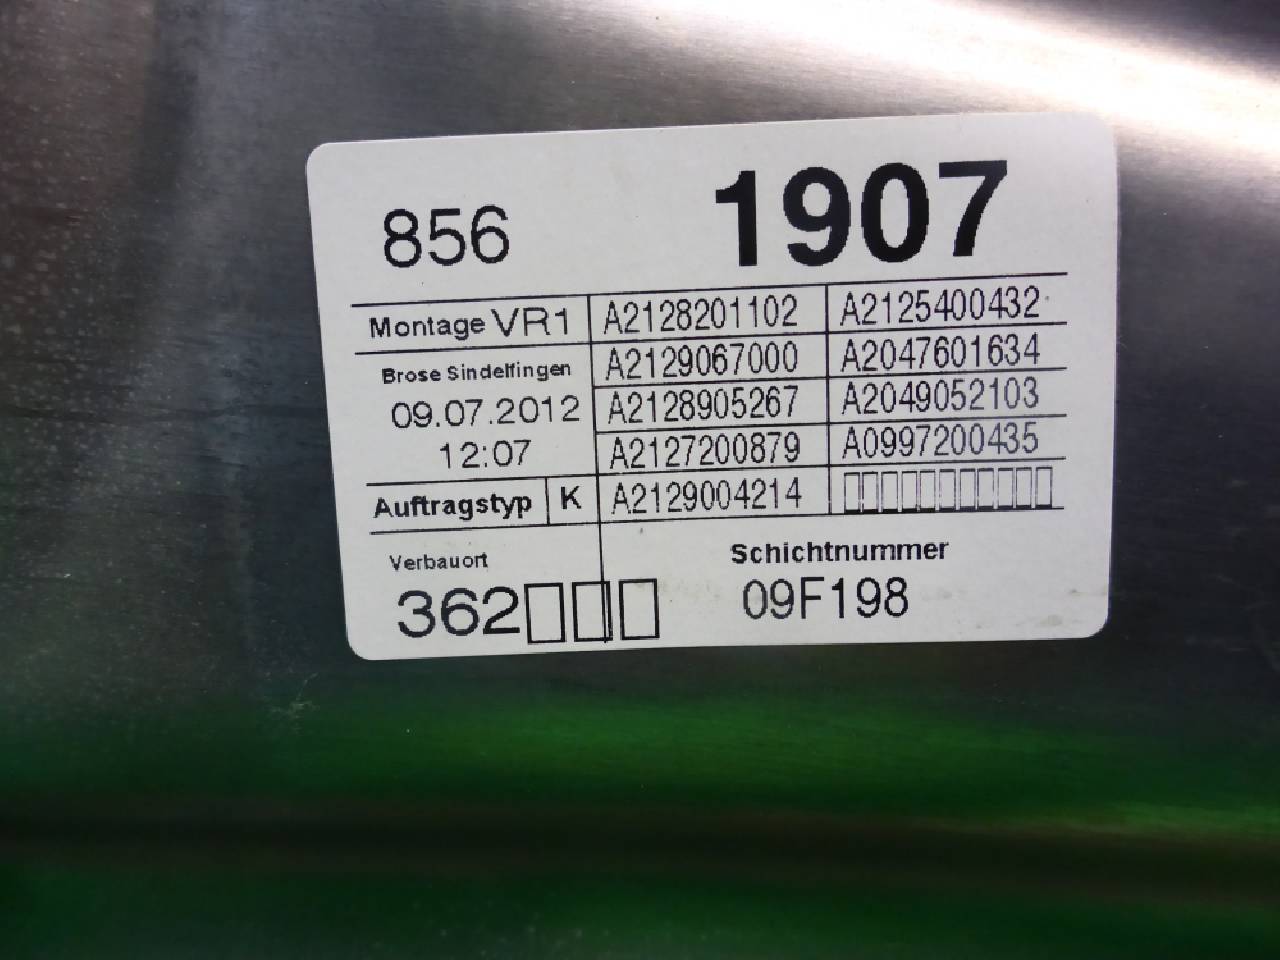 856 1907
Montage VR1 A2128201102 A2125400432
Brose Sindelfingen A2129067000 A2047601634
09.07.2012 A2128905267 A2049052103
12:07 A2127200879 A0997200435
Auftragstyp K A2129004214
Verbauort Schichtnummer
362 09F198